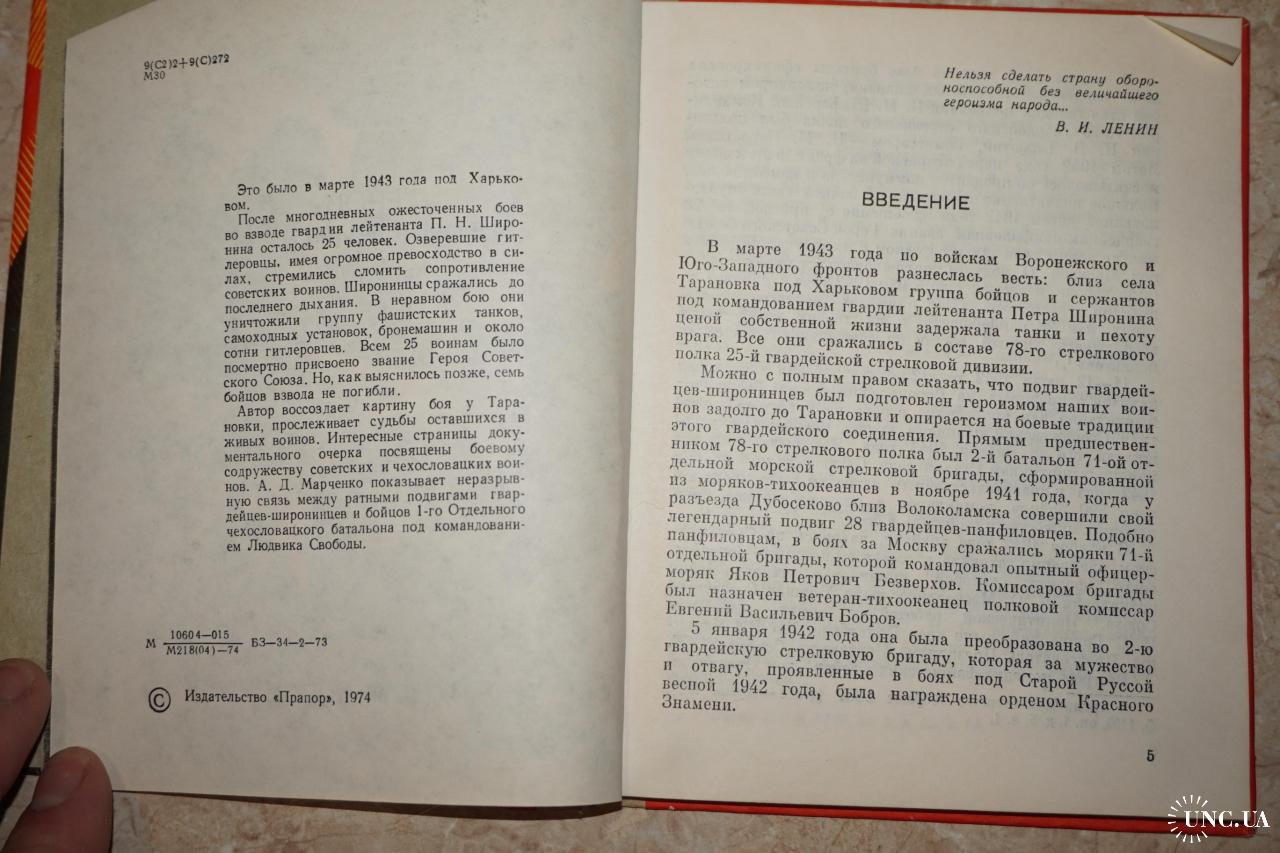 9(С2)2+9(С)272
М30
Это было в марте 1943 года под Харько-
вом.
После многодневных ожесточенных боев
во взводе гвардии лейтенанта П. Н. Широ-
нина осталось 25 человек. Озверевшие гит-
леровцы, имея огромное превосходство в си-
лах, стремились сломить сопротивление
советских воинов. Широнинцы сражались до
последнего дыхания. В неравном бою они
уничтожили группу фашистских танков,
самоходных установок, бронемашин и около
сотни гитлеровцев. Всем 25 воинам было
посмертно присвоено звание Героя Совет-
ского Союза. Но, как выяснилось позже, семь
бойцов взвода не погибли.
Автор воссоздает картину боя у Тара-
новки, прослеживает судьбы оставшихся в
живых воинов. Интересные страницы доку-
ментального очерка посвящены боевому
содружеству советских и чехословацких вои-
нов. А. Д. Марченко показывает неразрыв-
ную связь между ратными подвигами гвар-
дейцев-широнинцев и бойцов 1-го Отдельного
чехословацкого батальона под командовани-
ем Людвика Свободы.
М 10604—015
М218(04)—74 БЗ—34—2—73
© Издательство «Прапор», 1974
Нельзя сделать страну оборо-
носпособной без величайшего
героизма народа...
В. И. ЛЕНИН
ВВЕДЕНИЕ
В марте 1943 года по войскам Воронежского и
Юго-Западного фронтов разнеслась весть: близ села
Тарановка под Харьковом группа бойцов и сержантов
под командованием гвардии лейтенанта Петра Широнина
ценой собственной жизни задержала танки и пехоту
врага. Все они сражались в составе 78-го стрелкового
полка 25-й гвардейской стрелковой дивизии.
Можно с полным правом сказать, что подвиг гвардей-
цев-широнинцев был подготовлен героизмом наших вои-
нов задолго до Тарановки и опирается на боевые традиции
этого гвардейского соединения. Прямым предшествен-
ником 78-го стрелкового полка был 2-й батальон 71-ой от-
дельной морской стрелковой бригады, сформированной
из моряков-тихоокеанцев в ноябре 1941 года, когда у
разъезда Дубосеково близ Волоколамска совершили свой
легендарный подвиг 28 гвардейцев-панфиловцев. Подобно
панфиловцам, в боях за Москву сражались моряки 71-й
отдельной бригады, которой командовал опытный офицер-
моряк Яков Петрович Безверхов. Комиссаром бригады
был назначен ветеран-тихоокеанец полковой комиссар
Евгений Васильевич Бобров.
5 января 1942 года она была преобразована во 2-ю
гвардейскую стрелковую бригаду, которая за мужество
и отвагу, проявленные в боях под Старой Руссой
весной 1942 года, была награждена орденом Красного
Знамени.
5
UNC.UA